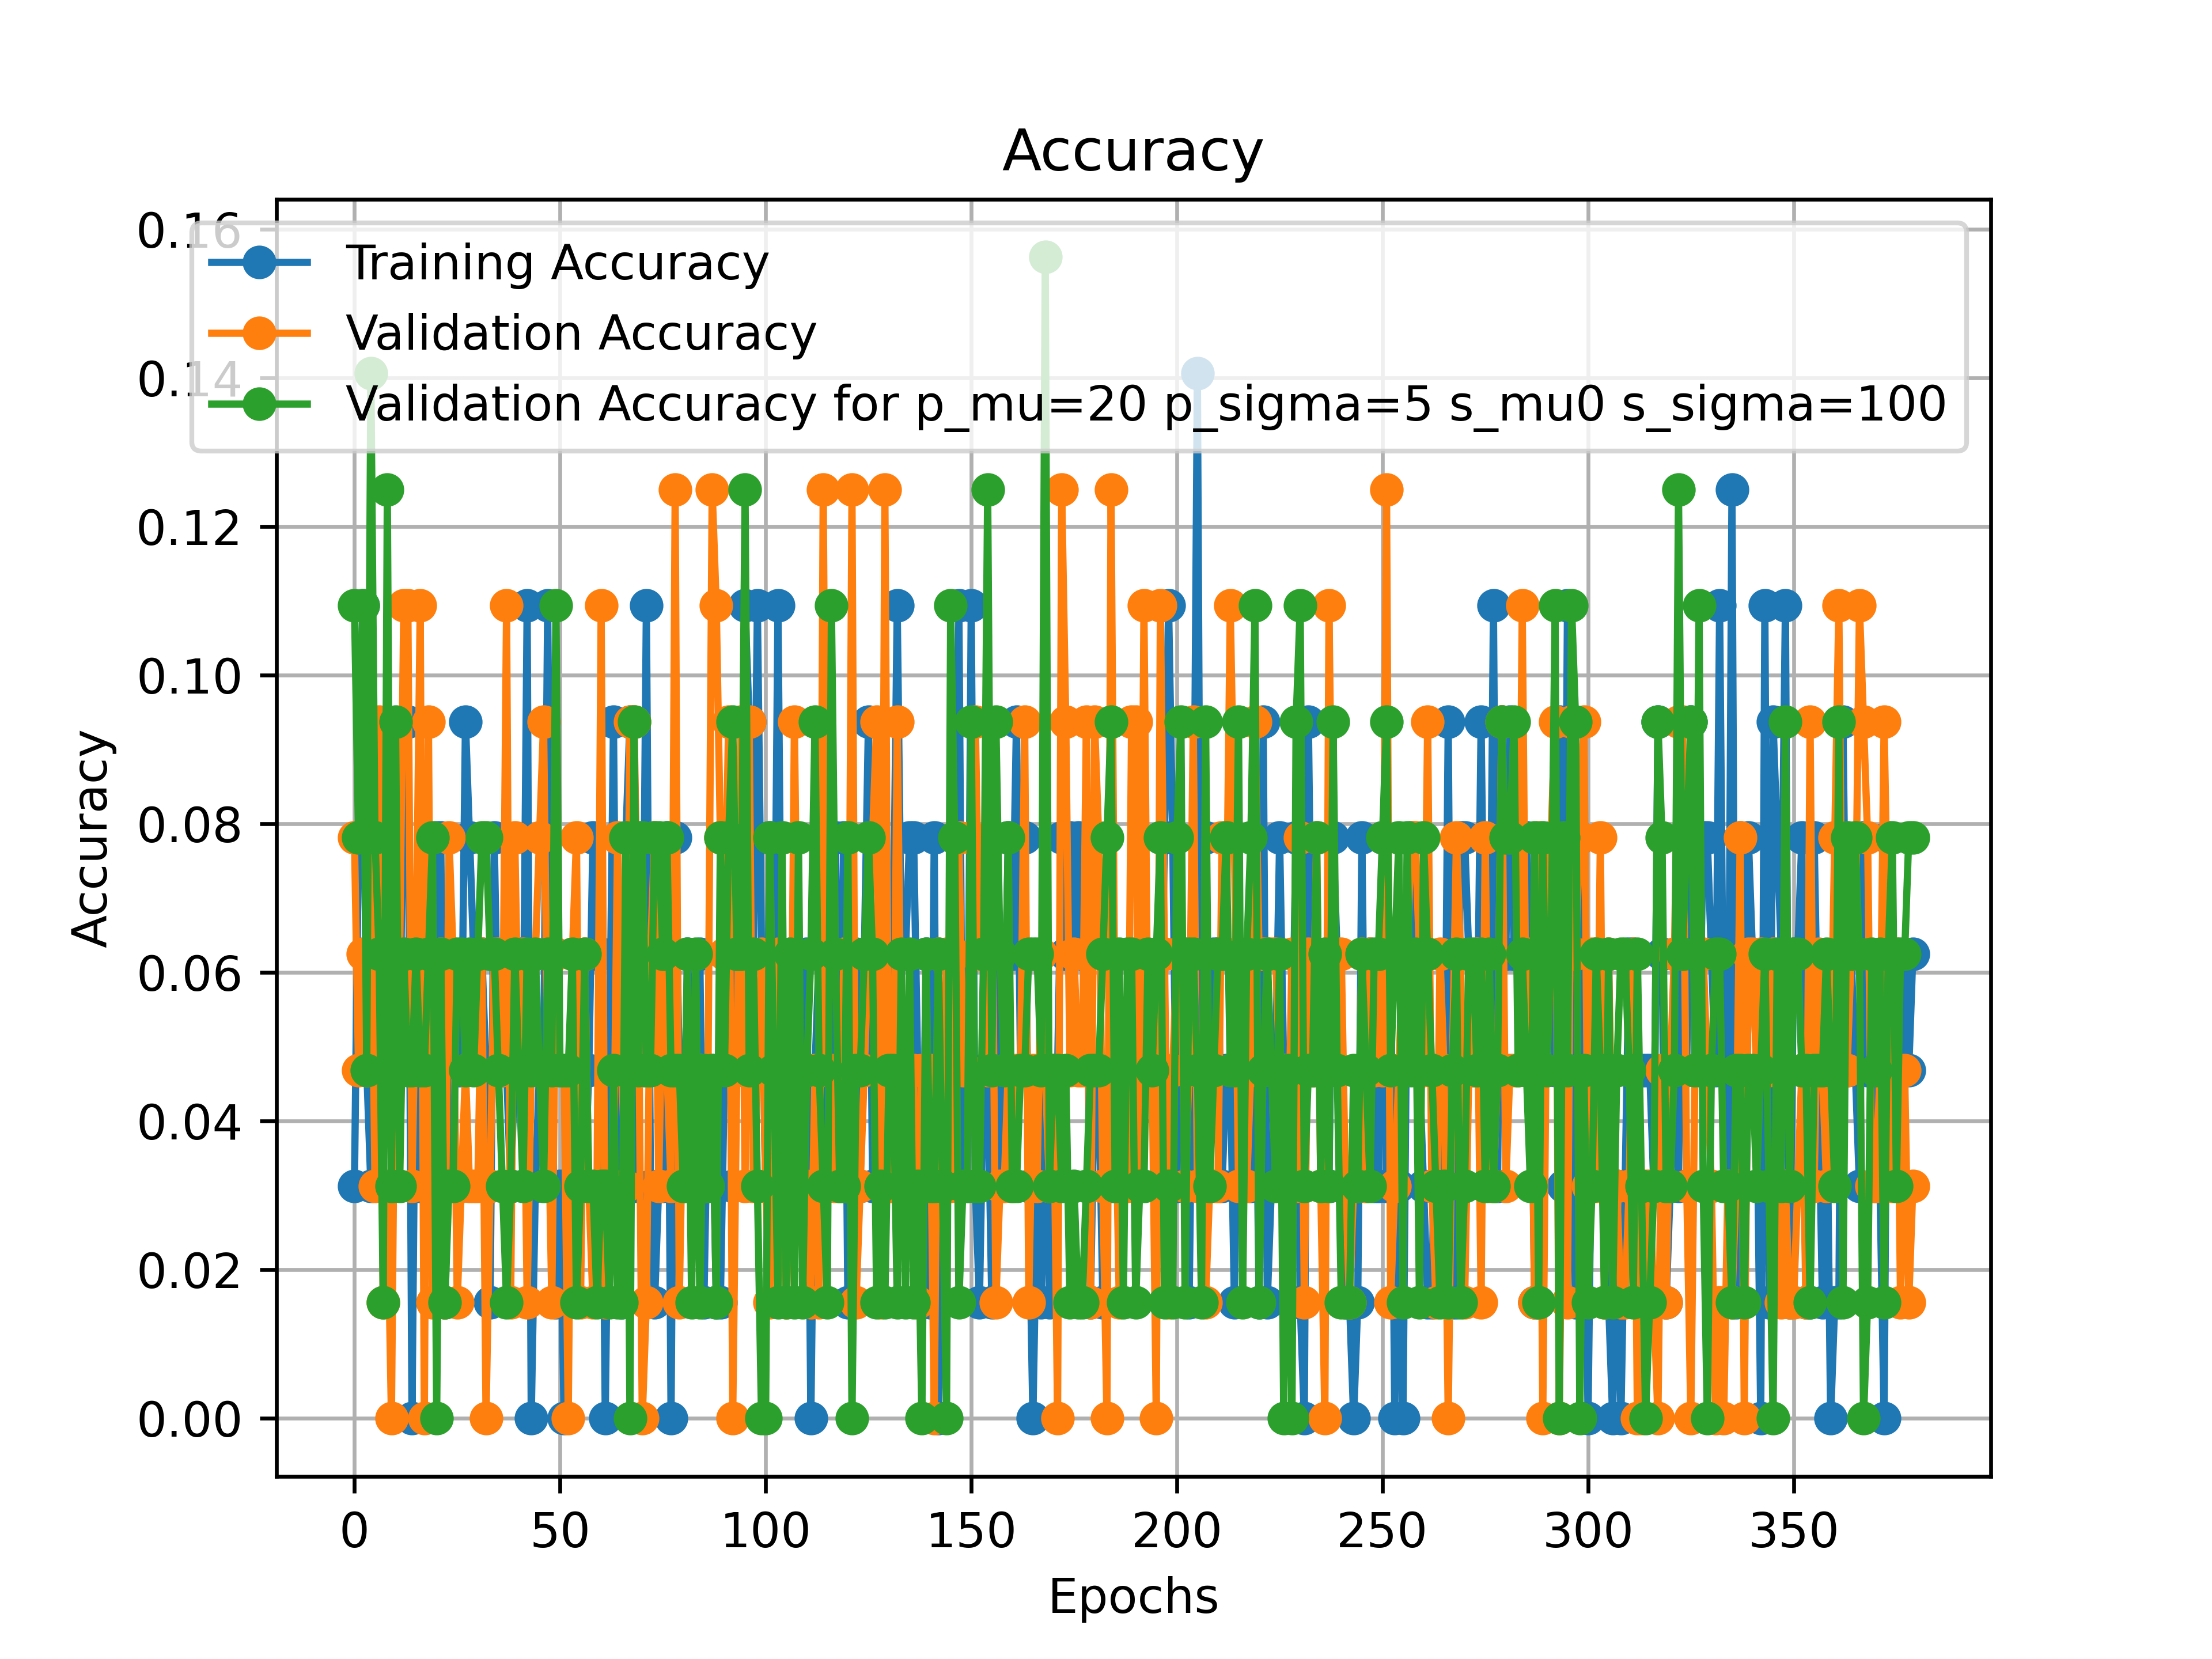 Accuracy
0.16
Training Accuracy
Validation Accuracy
0.14
Validation Accuracy for p_mu=20 p_sigma=5 s_mu0 s_sigma=100
0.12
0.10
0.08
0.06
0.04
0.02
0.00
Accuracy
0 50 100 150 200 250 300 350
Epochs